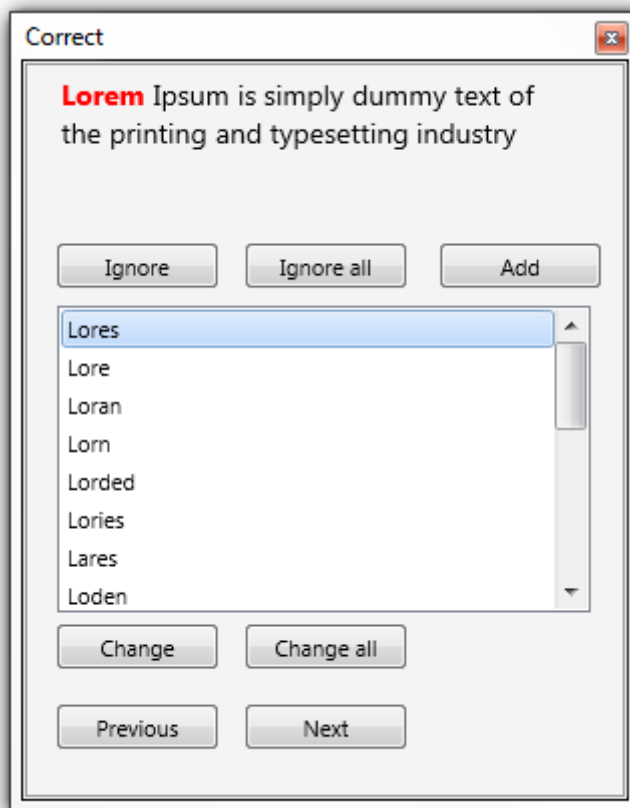 Correct
Lorem Ipsum is simply dummy text of
the printing and typesetting industry
Ignore Ignore all Add
Lores
Lore
Loran
Lorn
Lorded
Lories
Lares
Loden
Change Change all
Previous Next